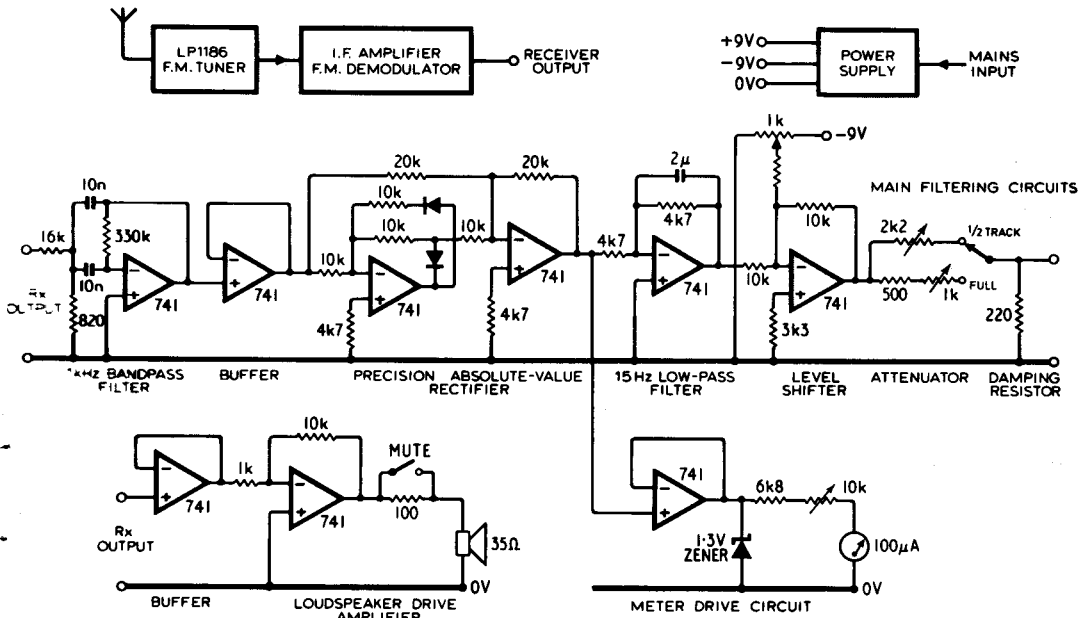 LP1186
F.M. TUNER
I.F. AMPLIFIER
F.M. DEMODULATOR
RECEIVER
OUTPUT
+9V
-9V
0V
POWER
SUPPLY
MAINS
INPUT
1k
-9V
20k
20k
2μ
10n
10k
MAIN FILTERING CIRCUITS
16k
330k
10k
10k
4k7
10k
2k2
1/2 TRACK
10n
10k
4k7
10k
500
1k
FULL
Rx
OUTPUT
820
741
741
4k7
741
4k7
741
741
3k3
741
220
1kHz BANDPASS
FILTER
BUFFER
PRECISION ABSOLUTE-VALUE
RECTIFIER
15Hz LOW-PASS
FILTER
LEVEL
SHIFTER
ATTENUATOR
DAMPING
RESISTOR
10k
MUTE
1k
741
741
100
35Ω
Rx
OUTPUT
0V
BUFFER
LOUDSPEAKER DRIVE
AMPLIFIER
741
6k8
10k
1·3V
ZENER
100μA
0V
METER DRIVE CIRCUIT